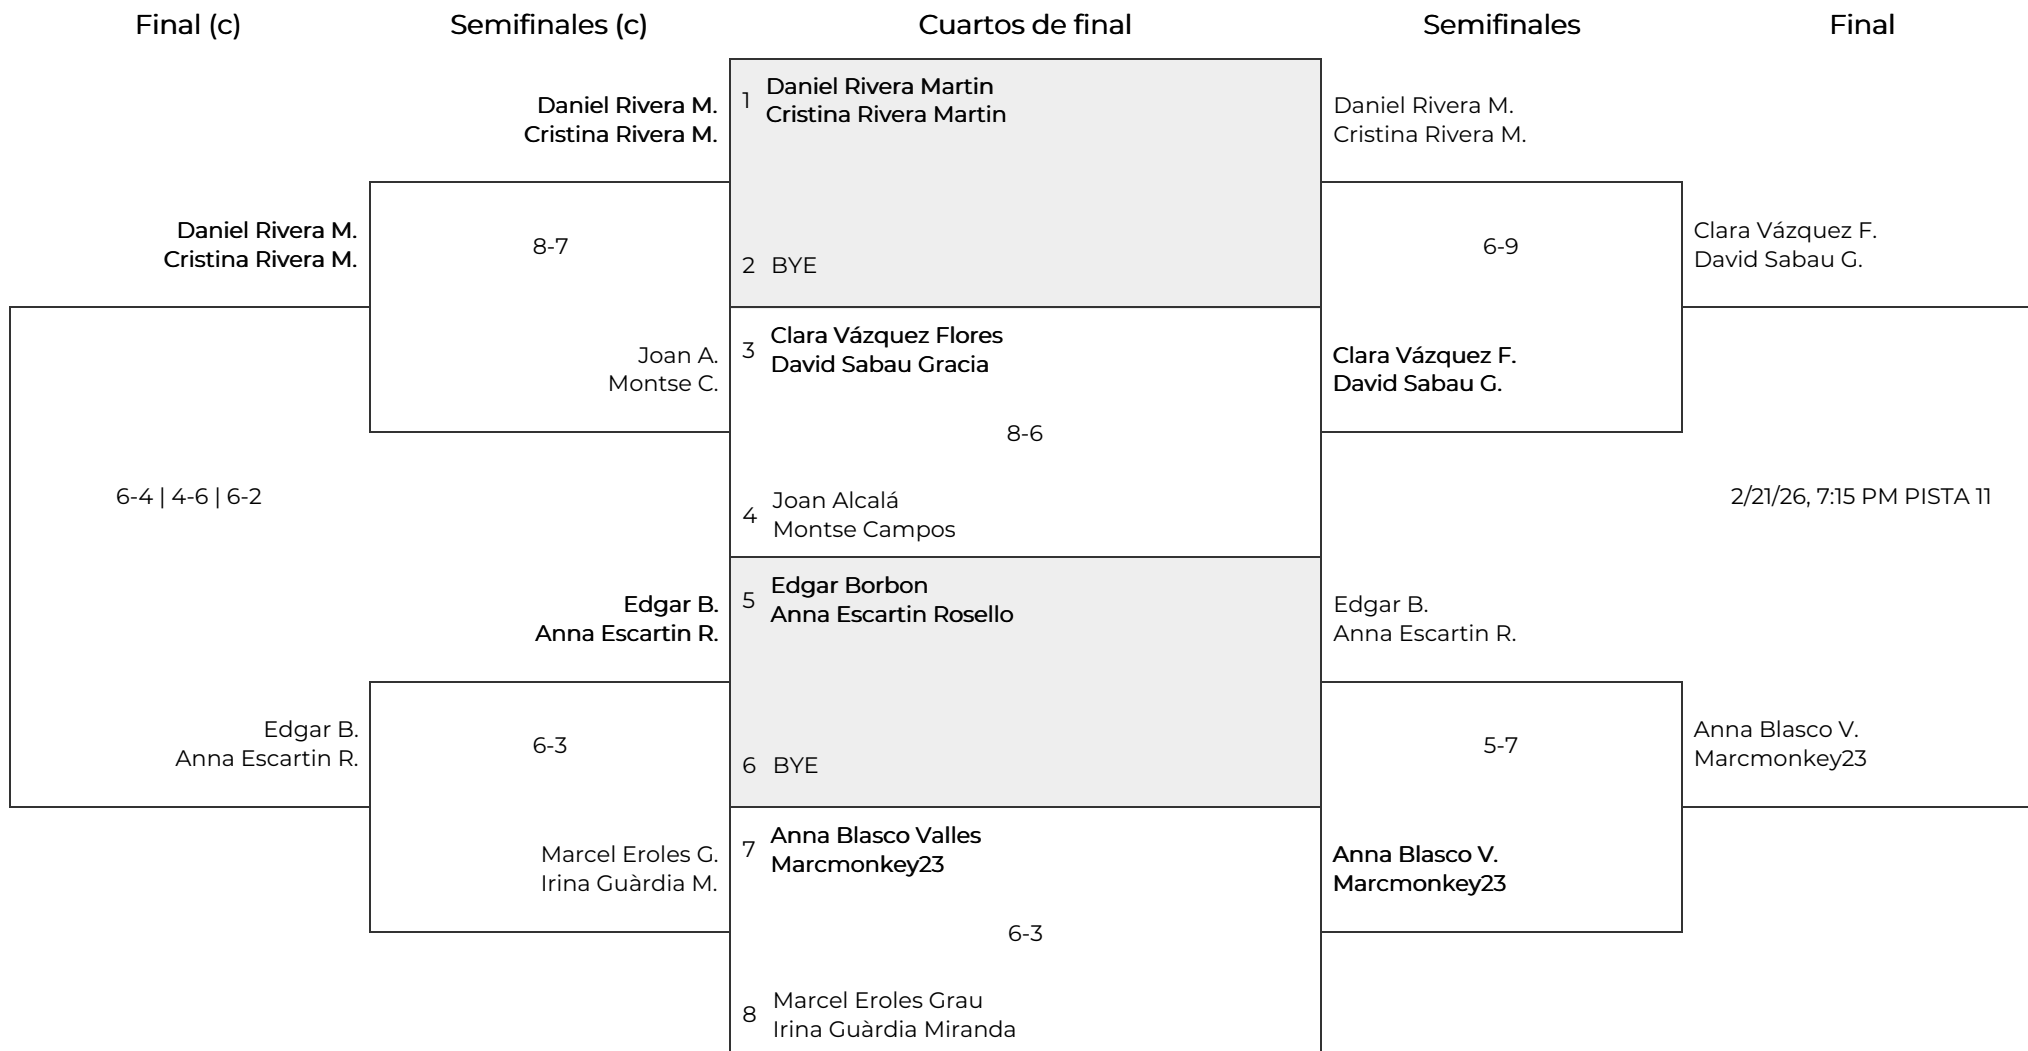 Final (c)
Semifinales (c)
Cuartos de final
Semifinales
Final
Daniel Rivera M.
Cristina Rivera M.
6-4 | 4-6 | 6-2
Edgar B.
Anna Escartin R.
Daniel Rivera M.
Cristina Rivera M.
8-7
Joan A.
Montse C.
Edgar B.
Anna Escartin R.
6-3
Marcel Eroles G.
Irina Guàrdia M.
1 Daniel Rivera Martin
Cristina Rivera Martin
2 BYE
3 Clara Vázquez Flores
David Sabau Gracia
8-6
4 Joan Alcalá
Montse Campos
5 Edgar Borbon
Anna Escartin Rosello
6 BYE
7 Anna Blasco Valles
Marcmonkey23
6-3
8 Marcel Eroles Grau
Irina Guàrdia Miranda
Daniel Rivera M.
Cristina Rivera M.
6-9
Clara Vázquez F.
David Sabau G.
Edgar B.
Anna Escartin R.
5-7
Anna Blasco V.
Marcmonkey23
Clara Vázquez F.
David Sabau G.
2/21/26, 7:15 PM PISTA 11
Anna Blasco V.
Marcmonkey23